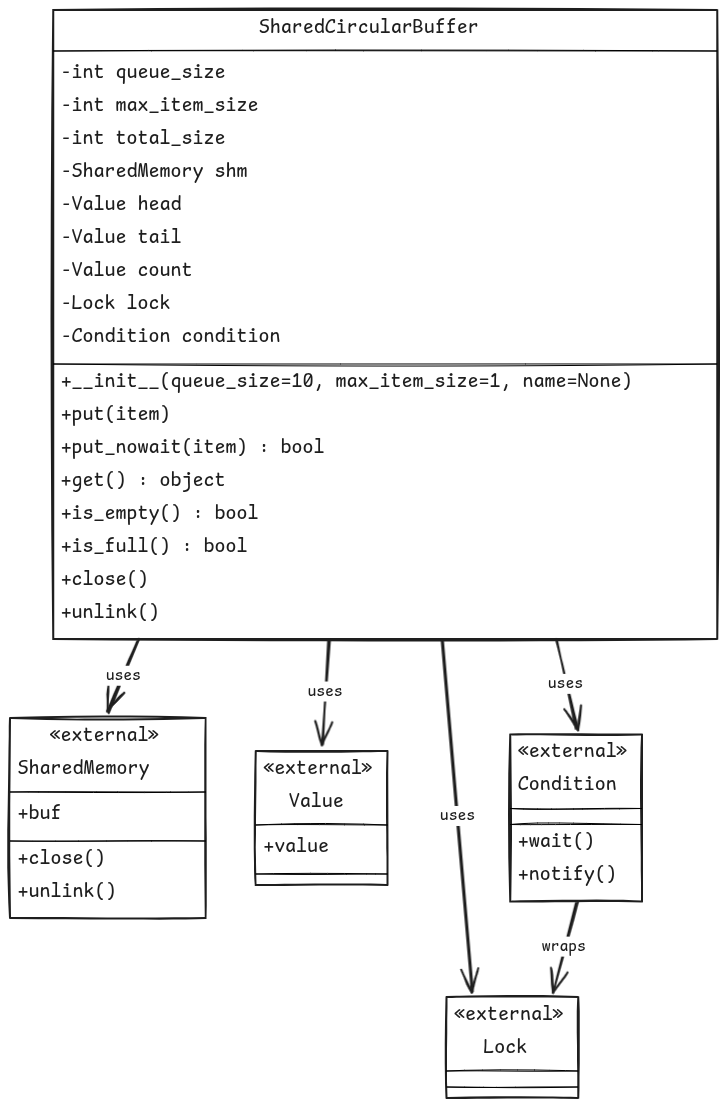 SharedCircularBuffer
-int queue_size
-int max_item_size
-int total_size
-SharedMemory shm
-Value head
-Value tail
-Value count
-Lock lock
-Condition condition
+__init__(queue_size=10, max_item_size=1, name=None)
+put(item)
+put_nowait(item) : bool
+get() : object
+is_empty() : bool
+is_full() : bool
+close()
+unlink()
uses
uses
uses
uses
«external»
SharedMemory
+buf
+close()
+unlink()
«external»
Value
+value
«external»
Condition
+wait()
+notify()
wraps
«external»
Lock